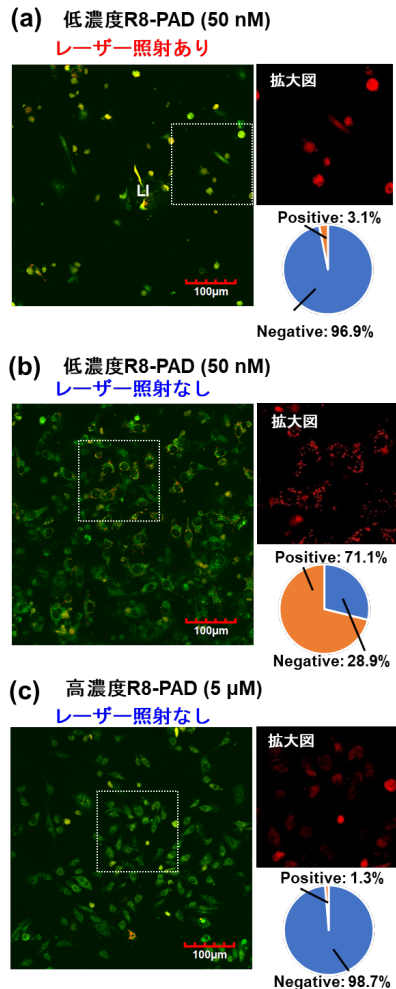 (a) 低濃度R8-PAD (50 nM)
レーザー照射あり
拡大図
LI
100μm
Positive: 3.1%
Negative: 96.9%
(b) 低濃度R8-PAD (50 nM)
レーザー照射なし
拡大図
100μm
Positive: 71.1%
Negative: 28.9%
(c) 高濃度R8-PAD (5 μM)
レーザー照射なし
拡大図
100μm
Positive: 1.3%
Negative: 98.7%